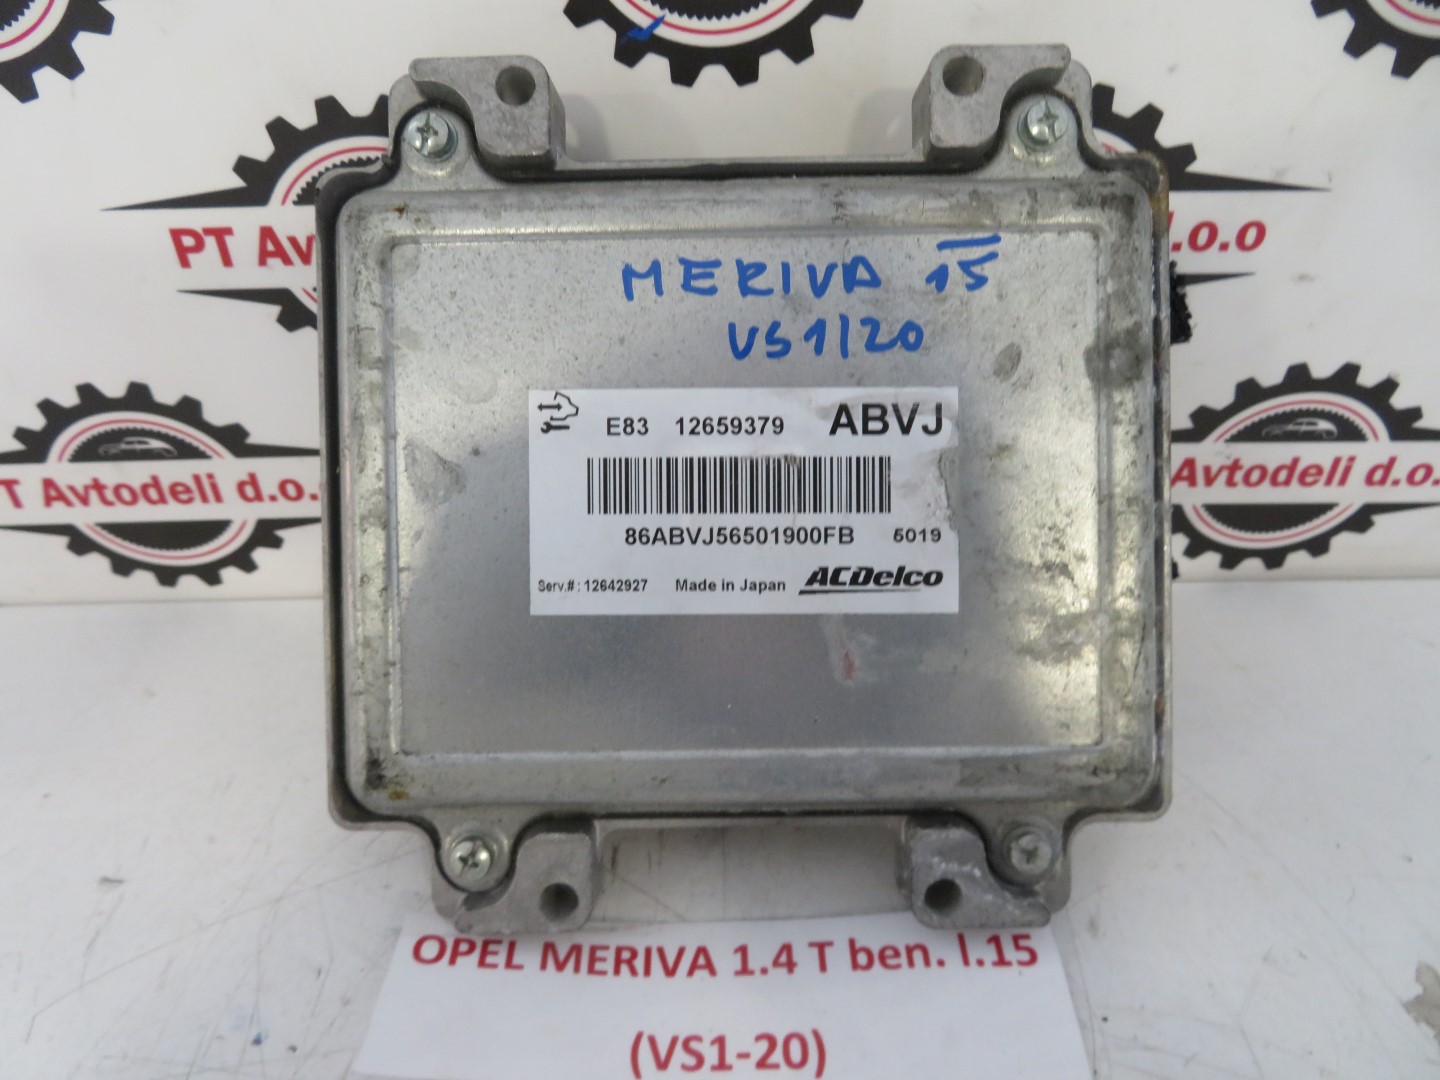 PT Avtod
d.o.o
MERIVA 15
VS1/20
E83 12659379 ABVJ
86ABVJ56501900FB 5019
Serv.#: 12642927 Made in Japan ACDelco
T Avtodeli d.o.
Avtodeli d.o.
OPEL MERIVA 1.4 T ben. l.15
(VS1-20)